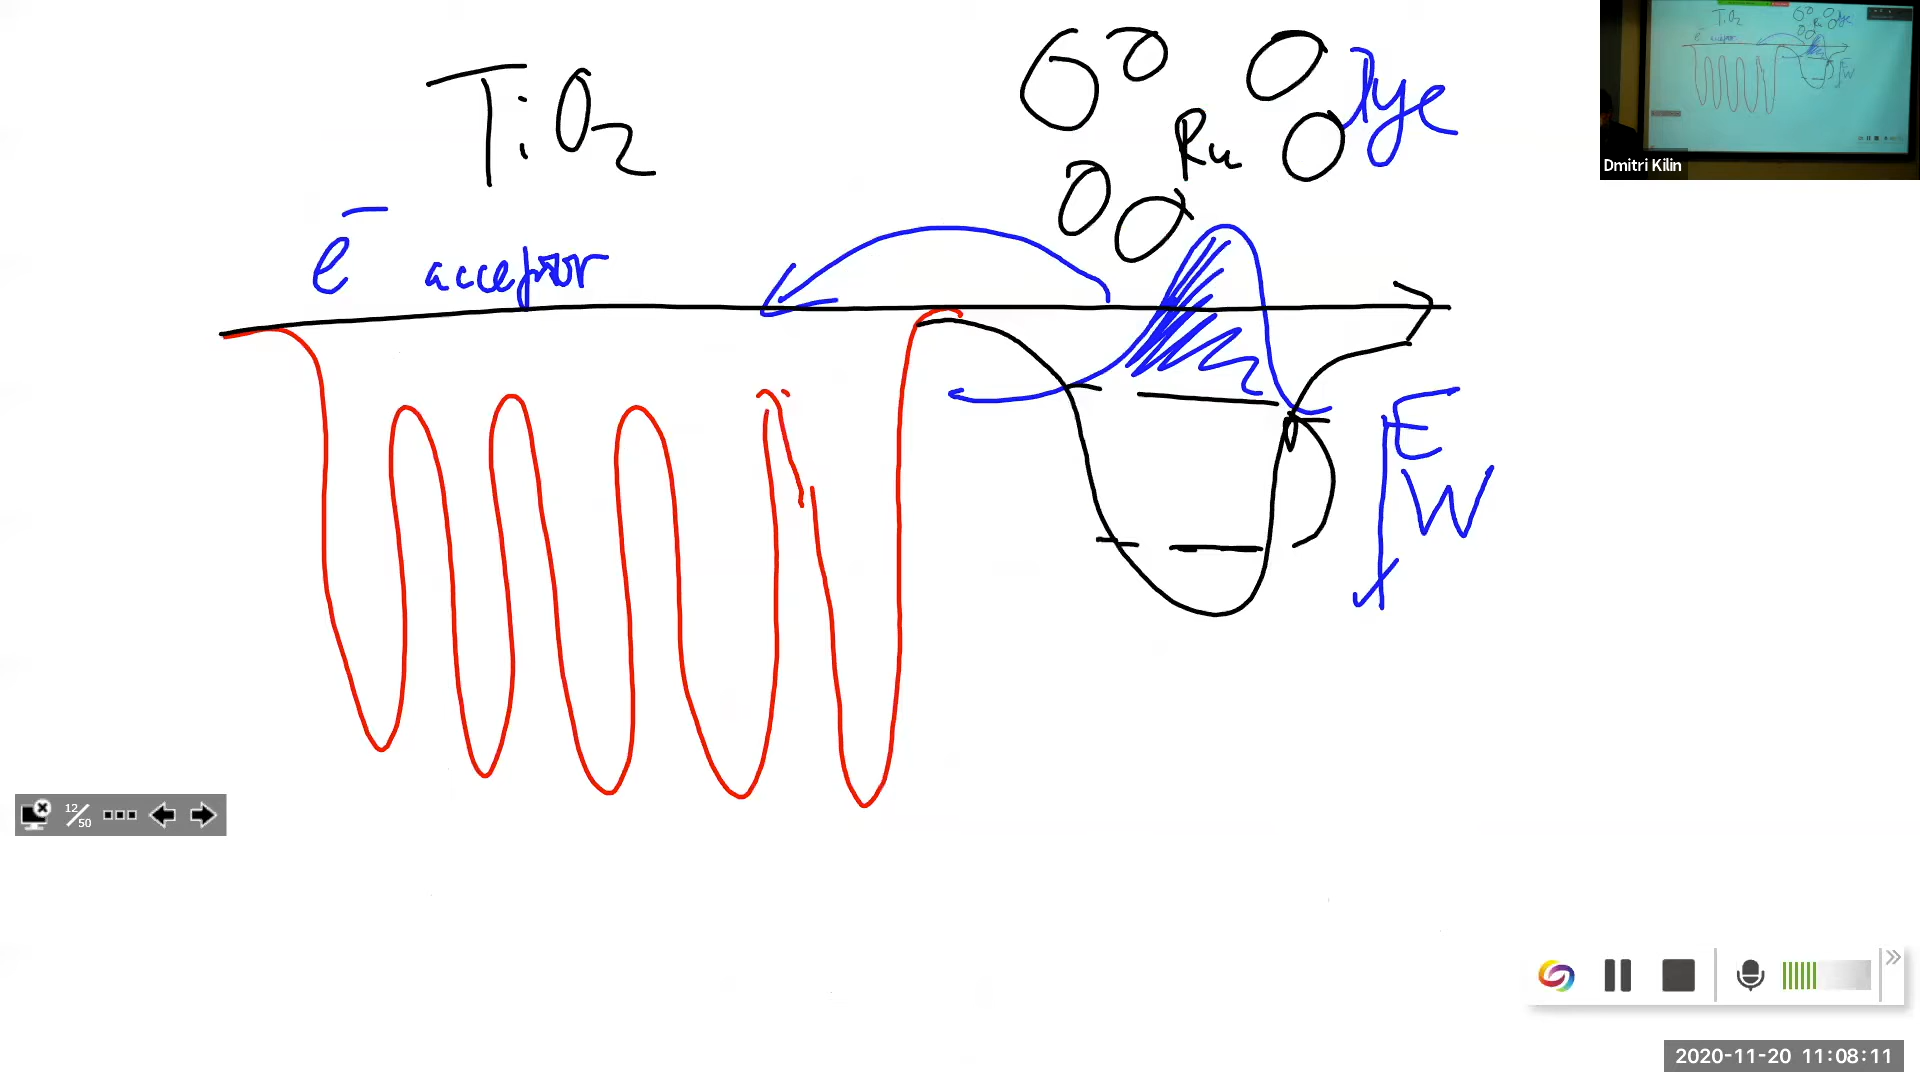 TiO2
Ru
Dye
e- acceptor
E
W
Dmitri Kilin
12/50
2020-11-20 11:08:11